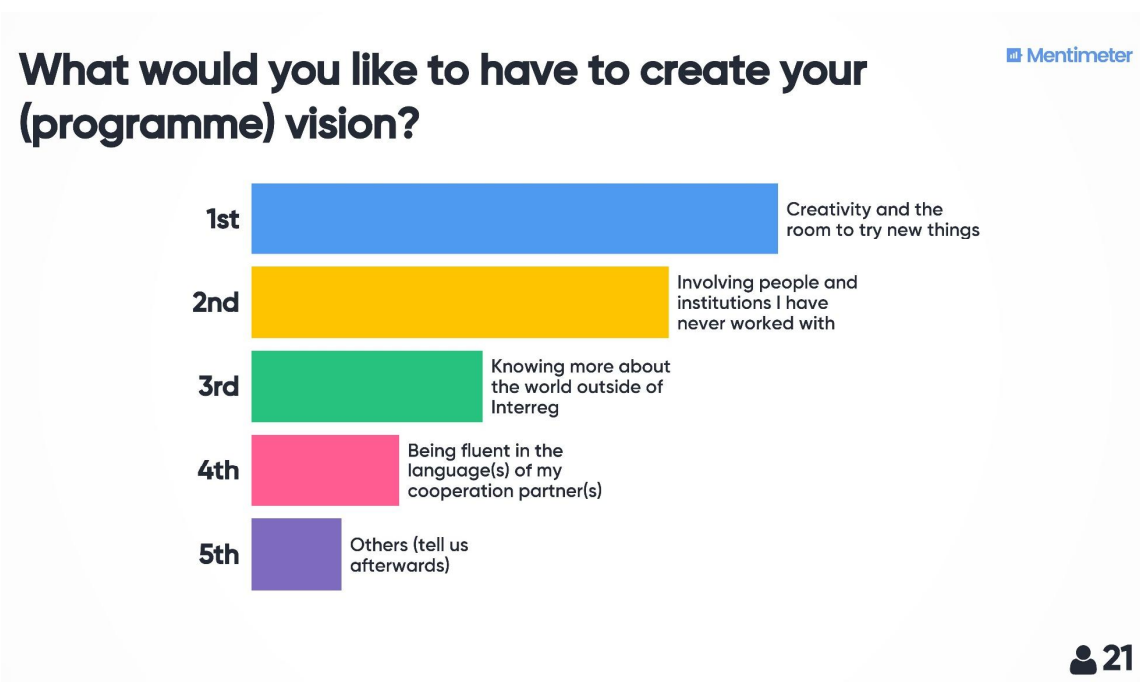 What would you like to have to create your
(programme) vision?
Mentimeter
1st
Creativity and the
room to try new things
2nd
Involving people and
institutions I have
never worked with
3rd
Knowing more about
the world outside of
Interreg
4th
Being fluent in the
language(s) of my
cooperation partner(s)
5th
Others (tell us
afterwards)
21